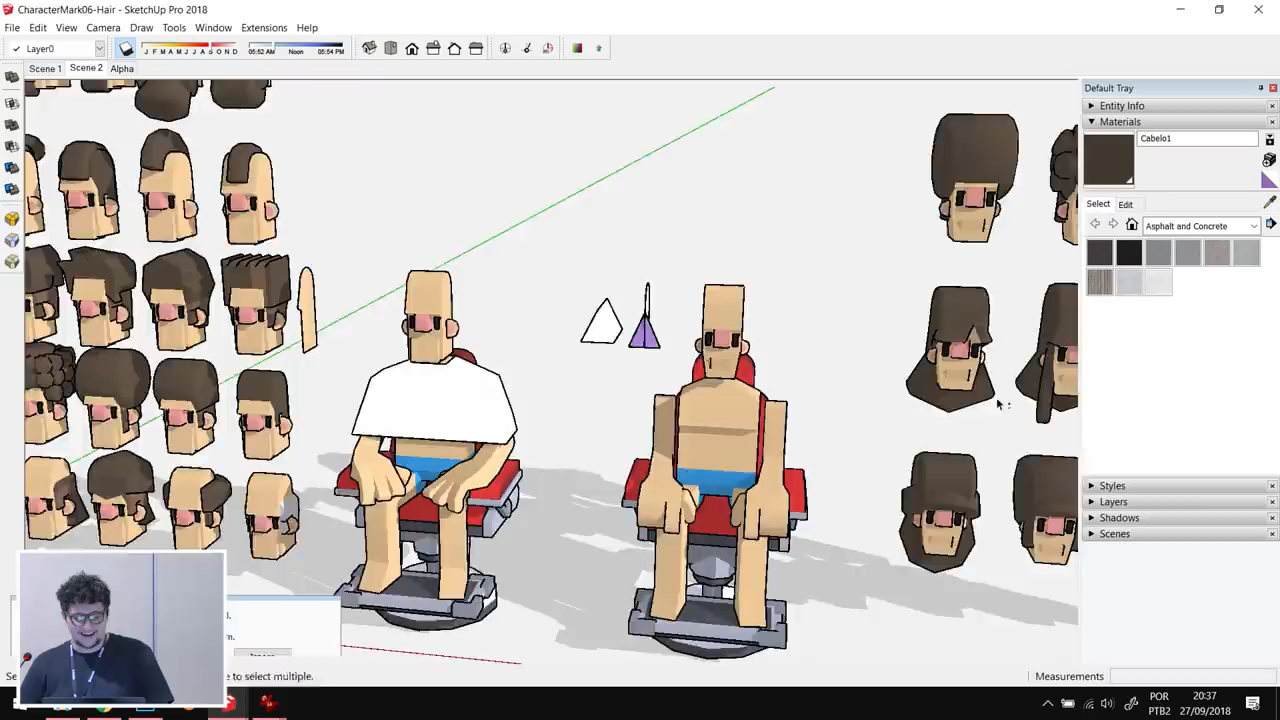 CharacterMark06-Hair - SketchUp Pro 2018
File Edit View Camera Draw Tools Window Extensions Help
Layer0
J F M A M J J A S O N D
05:52 AM Noon 05:54 PM
Scene 1 Scene 2 Alpha
Default Tray
Entity Info
Materials
Cabelo1
Select Edit
Asphalt and Concrete
Styles
Layers
Shadows
Scenes
e to select multiple.
Measurements
POR
PTB2
20:37
27/09/2018